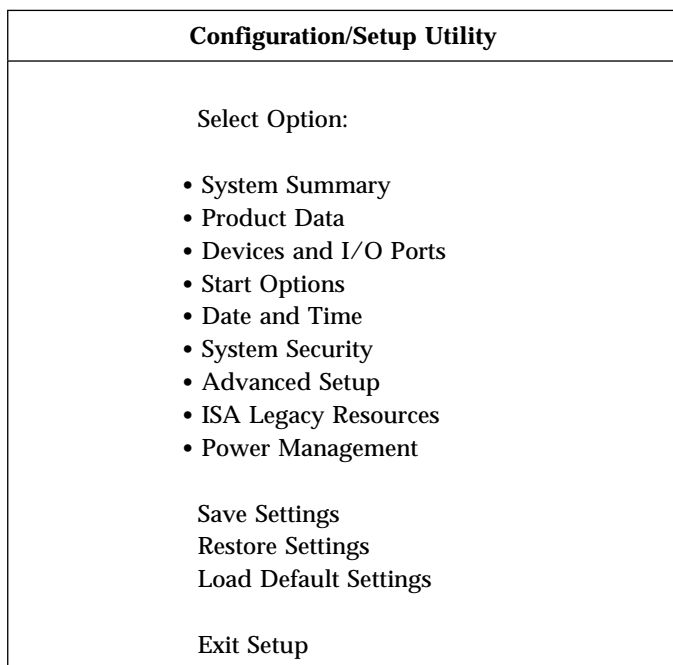 Configuration/Setup Utility
Select Option:
• System Summary
• Product Data
• Devices and I/O Ports
• Start Options
• Date and Time
• System Security
• Advanced Setup
• ISA Legacy Resources
• Power Management
Save Settings
Restore Settings
Load Default Settings
Exit Setup